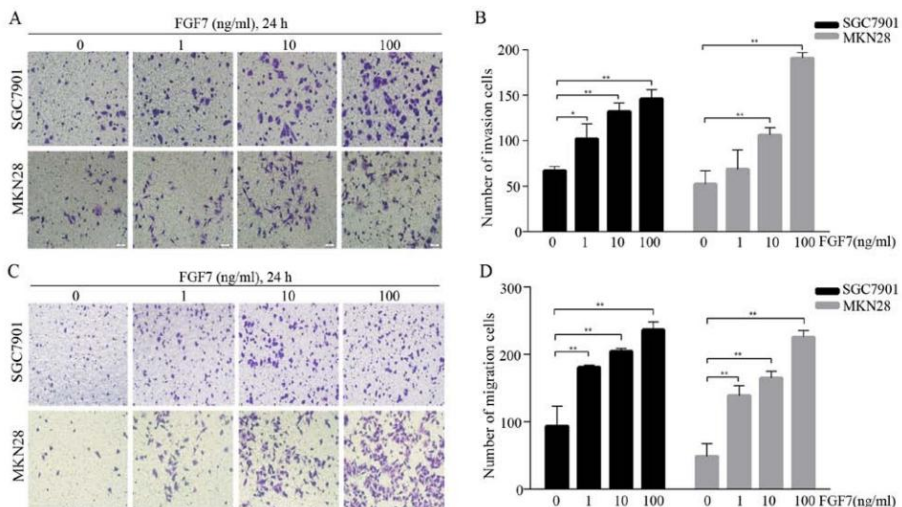 A
FGF7 (ng/ml), 24 h
0 1 10 100
SGC7901
MKN28
B
SGC7901
MKN28
Number of invasion cells
200
150
100
50
0
** ** * ** **
0 1 10 100 0 1 10 100 FGF7(ng/ml)
C
FGF7 (ng/ml), 24 h
0 1 10 100
SGC7901
MKN28
D
SGC7901
MKN28
Number of migration cells
300
200
100
0
** ** ** ** ** **
0 1 10 100 0 1 10 100 FGF7(ng/ml)